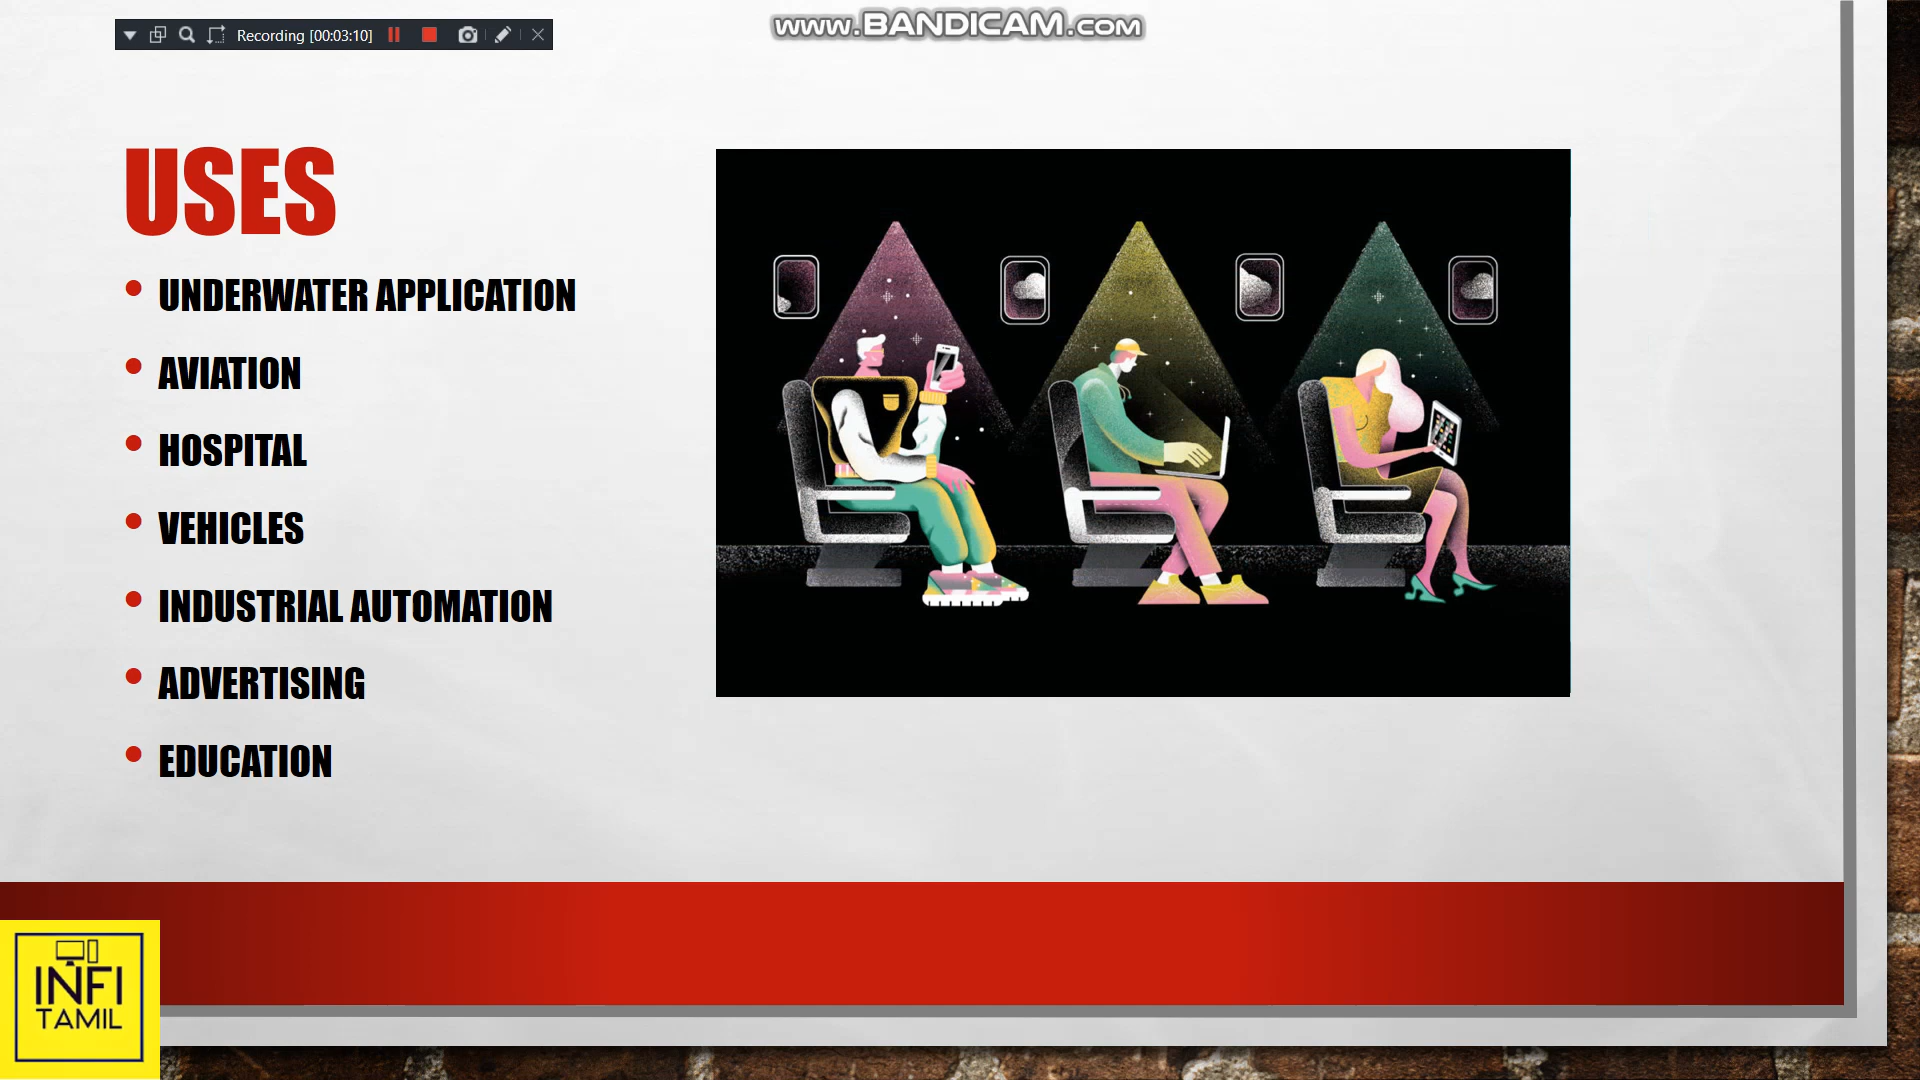 Recording [00:03:10]
www.BANDICAM.com
USES
• UNDERWATER APPLICATION
• AVIATION
• HOSPITAL
• VEHICLES
• INDUSTRIAL AUTOMATION
• ADVERTISING
• EDUCATION
INFI
TAMIL